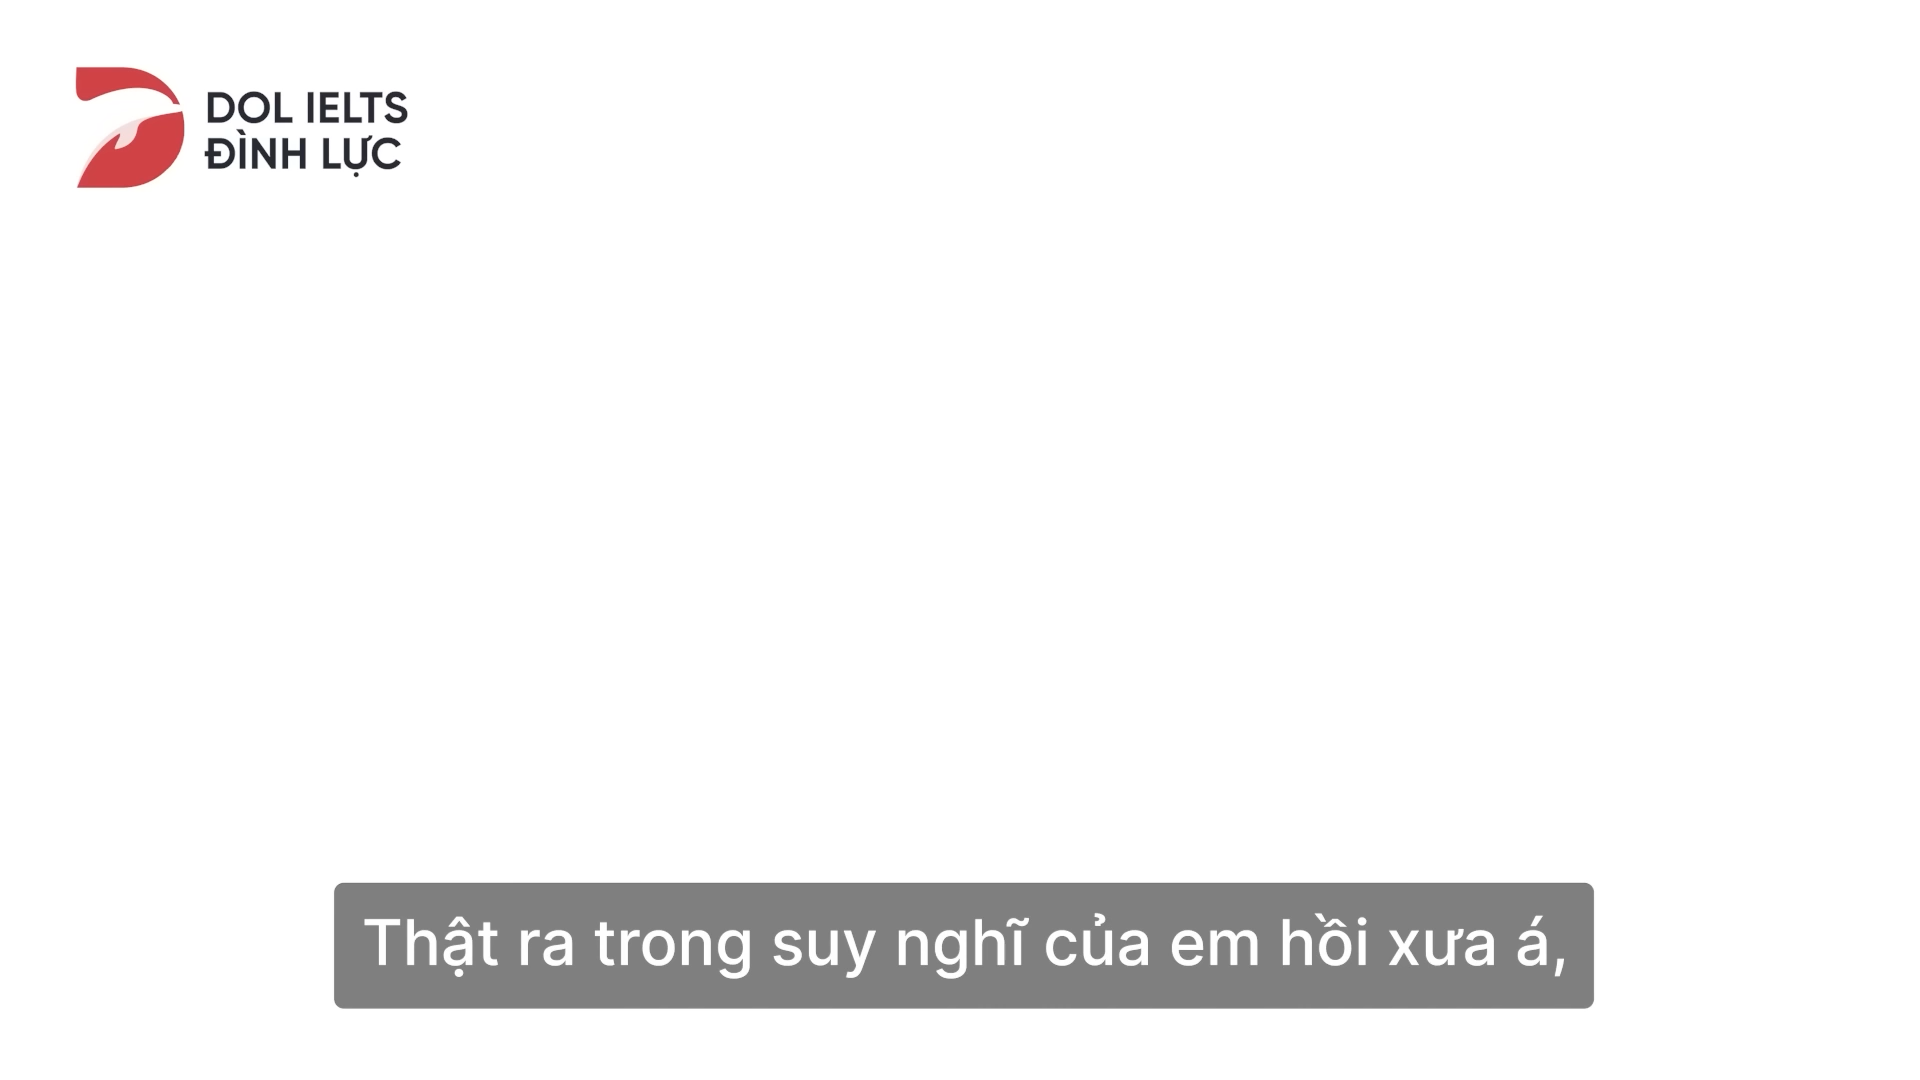 DOL IELTS
ĐÌNH LỰC
Thật ra trong suy nghĩ của em hồi xưa á,